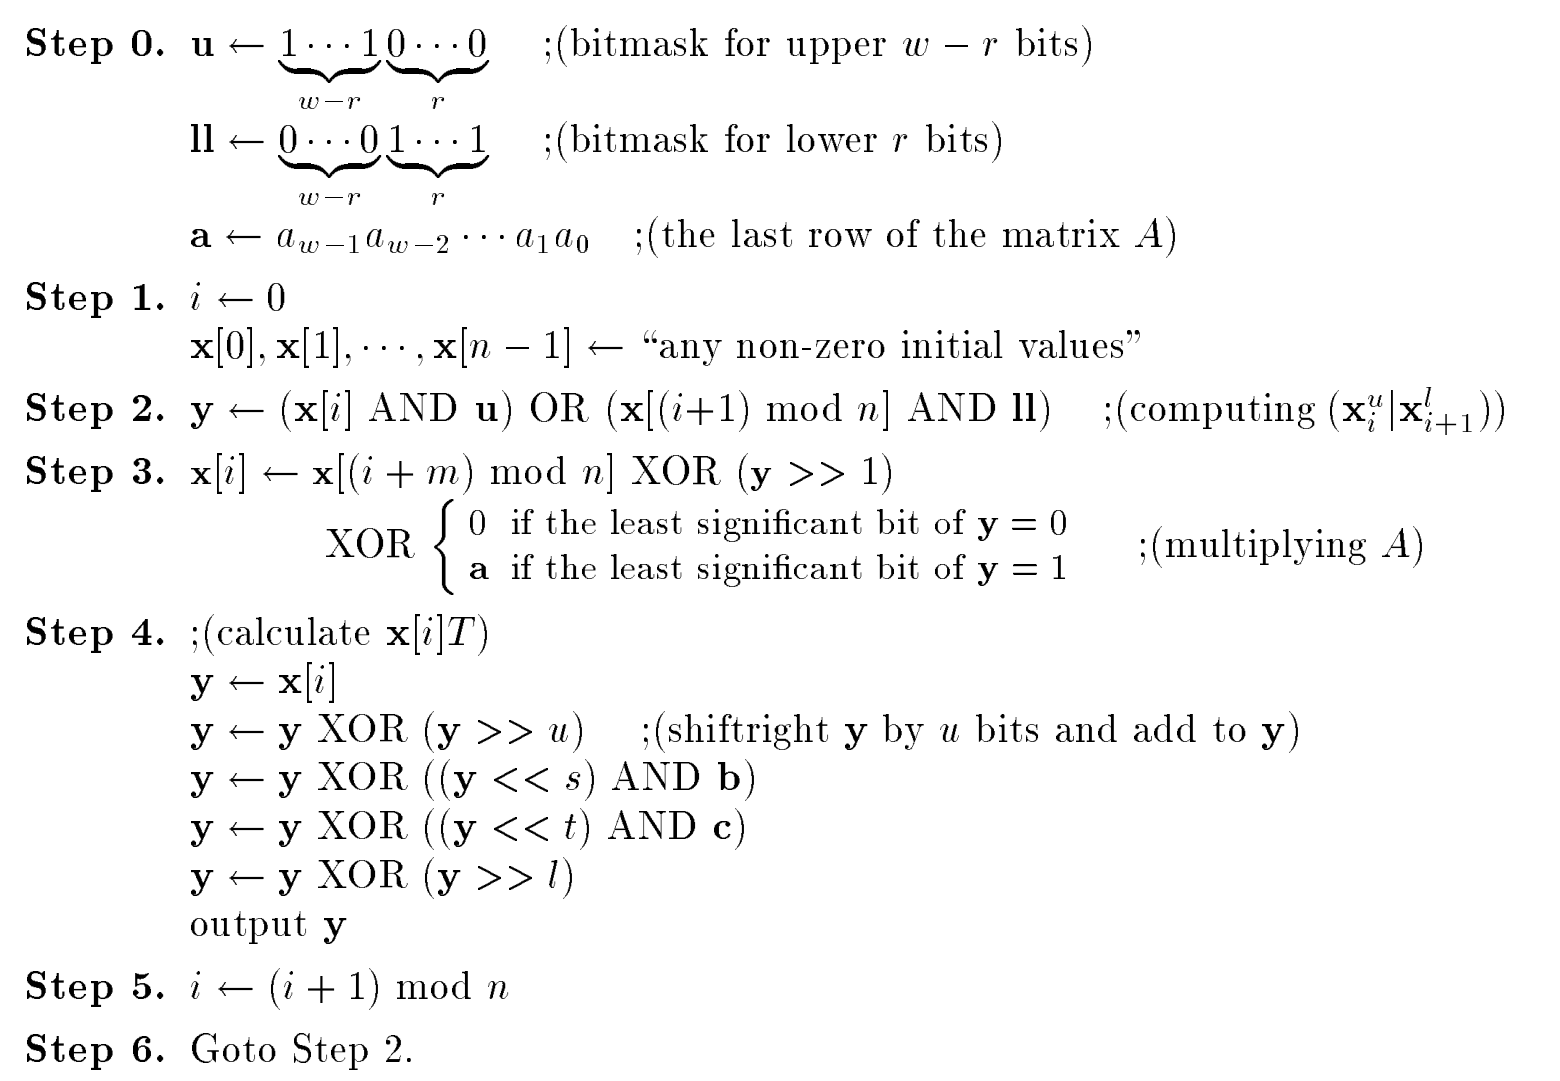 Step 0. u ← 1 ⋯ 1 0 ⋯ 0 ;(bitmask for upper w − r bits)
w−r r
ll ← 0 ⋯ 0 1 ⋯ 1 ;(bitmask for lower r bits)
w−r r
a ← a_{w−1}a_{w−2} ⋯ a_1a_0 ;(the last row of the matrix A)
Step 1. i ← 0
x[0], x[1], ⋯ , x[n − 1] ← “any non-zero initial values”
Step 2. y ← (x[i] AND u) OR (x[(i+1) mod n] AND ll) ;(computing (x_i^u|x_{i+1}^l))
Step 3. x[i] ← x[(i + m) mod n] XOR (y >> 1)
XOR { 0 if the least significant bit of y = 0
a if the least significant bit of y = 1 ;(multiplying A)
Step 4. ;(calculate x[i]T)
y ← x[i]
y ← y XOR (y >> u) ;(shiftright y by u bits and add to y)
y ← y XOR ((y << s) AND b)
y ← y XOR ((y << t) AND c)
y ← y XOR (y >> l)
output y
Step 5. i ← (i + 1) mod n
Step 6. Goto Step 2.